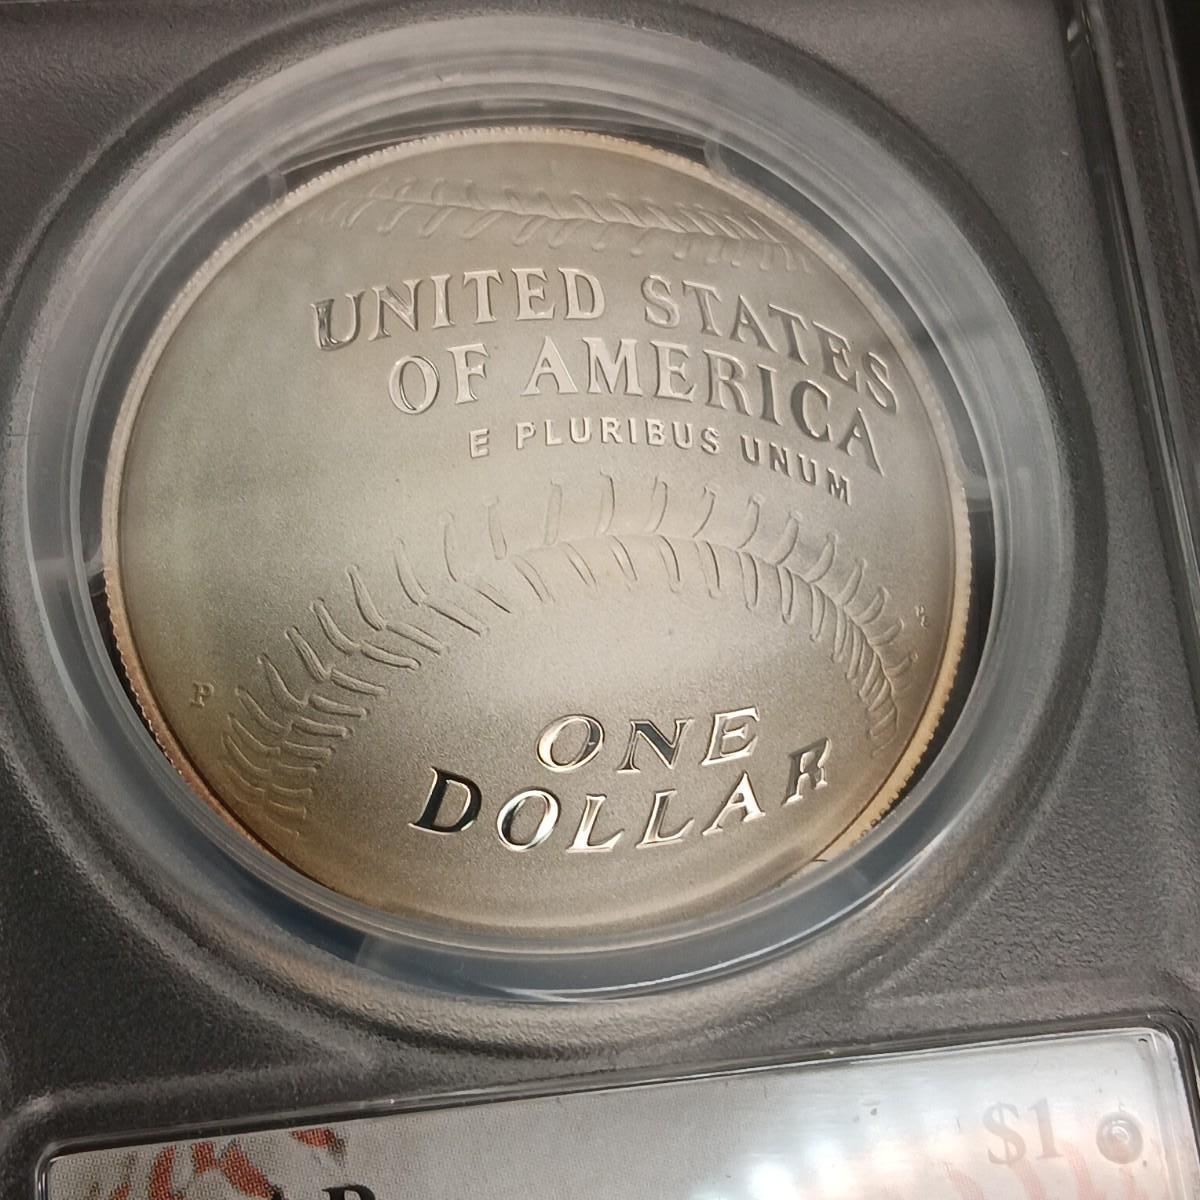 UNITED STATES
OF AMERICA
E PLURIBUS UNUM
P
ONE
DOLLAR
$1